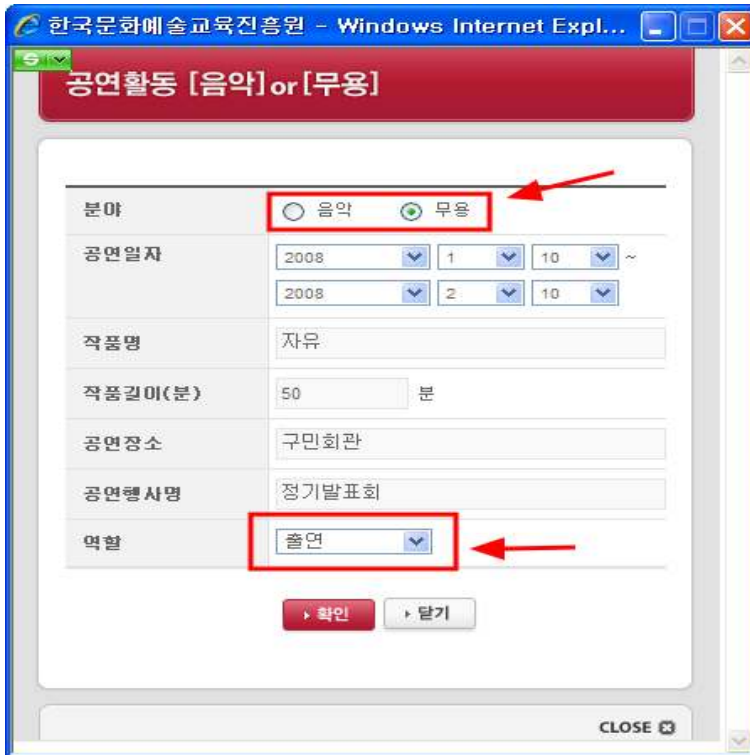 한국문화예술교육진흥원 - Windows Internet Expl...
공연활동 [음악]or[무용]
분야 음악 무용
공연일자 2008 1 10 ~
2008 2 10
작품명 자유
작품길이(분) 50 분
공연장소 구민회관
공연행사명 정기발표회
역할 출연
확인 닫기
CLOSE